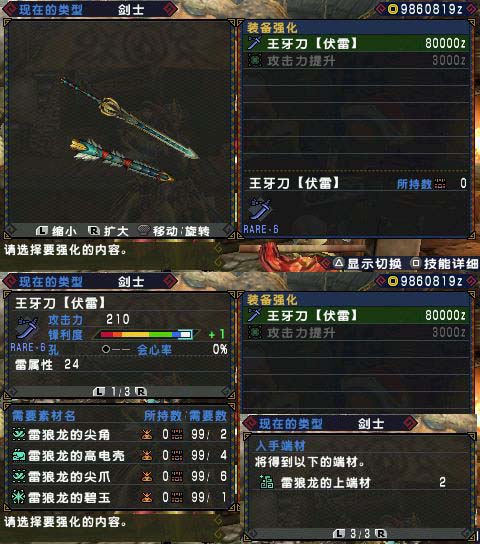 现在的类型 剑士
L 缩小 R 扩大 移动/旋转
请选择要强化的内容。
9860819z
装备强化
王牙刀【伏雷】 80000z
攻击力提升 3000z
王牙刀【伏雷】 所持数 0
RARE-6
△显示切换 □技能详细
现在的类型 剑士
王牙刀【伏雷】
攻击力 210
锋利度 +1
RARE-6 孔 ●ーー 会心率 0%
雷属性 24
L 1/3 R
需要素材名 所持数/需要数
雷狼龙的尖角 0 99/ 2
雷狼龙的高电壳 0 99/ 4
雷狼龙的尖爪 0 99/ 6
雷狼龙的碧玉 0 99/ 1
请选择要强化的内容。
9860819z
装备强化
王牙刀【伏雷】 80000z
攻击力提升 3000z
现在的类型 剑士
入手端材
将得到以下的端材。
雷狼龙的上端材 2
L 3/3 R